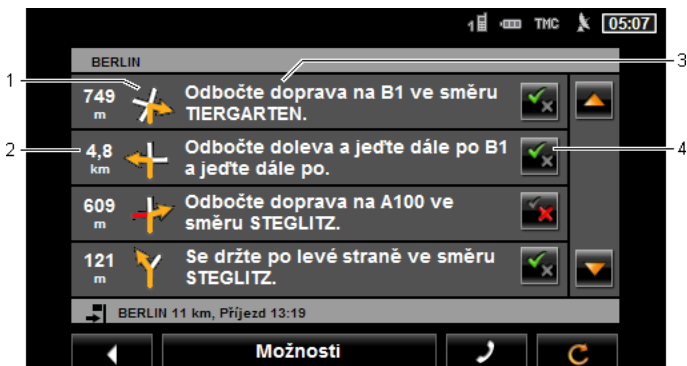 1 TMC 05:07
BERLIN
3
1
749 m
Odbočte doprava na B1 ve směru
TIERGARTEN.
2
4,8 km
Odbočte doleva a jeďte dále po B1
a jeďte dále po.
4
609 m
Odbočte doprava na A100 ve
směru STEGLITZ.
121 m
Se držte po levé straně ve směru
STEGLITZ.
BERLIN 11 km, Příjezd 13:19
Možnosti